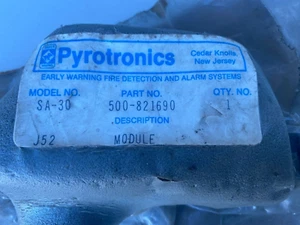 Pyrotronics
Cedar Knolls
New Jersey
EARLY WARNING FIRE DETECTION AND ALARM SYSTEMS
MODEL NO. PART NO. QTY. NO.
SA-30 500-821690 1
DESCRIPTION
J52 MODULE